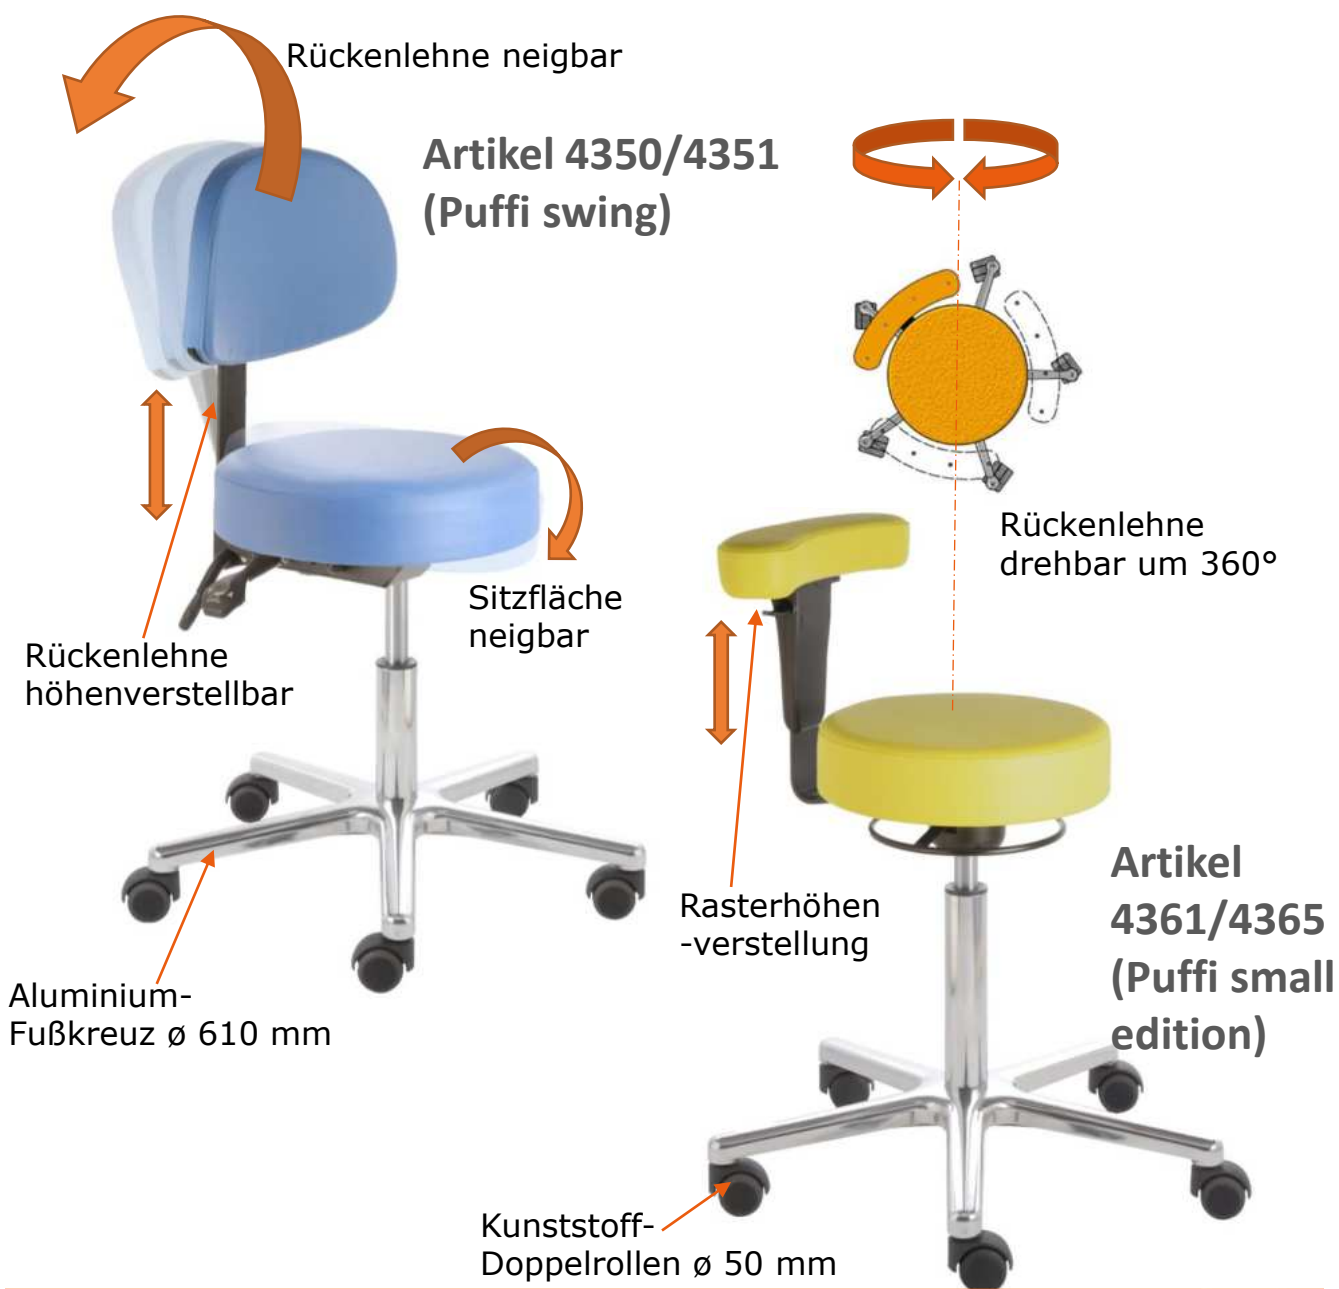 Rückenlehne neigbar
Artikel 4350/4351
(Puffi swing)
Rückenlehne
drehbar um 360°
Sitzfläche
neigbar
Rückenlehne
höhenverstellbar
Rasterhöhen
-verstellung
Artikel
4361/4365
(Puffi small
edition)
Aluminium-
Fußkreuz ø 610 mm
Kunststoff-
Doppelrollen ø 50 mm